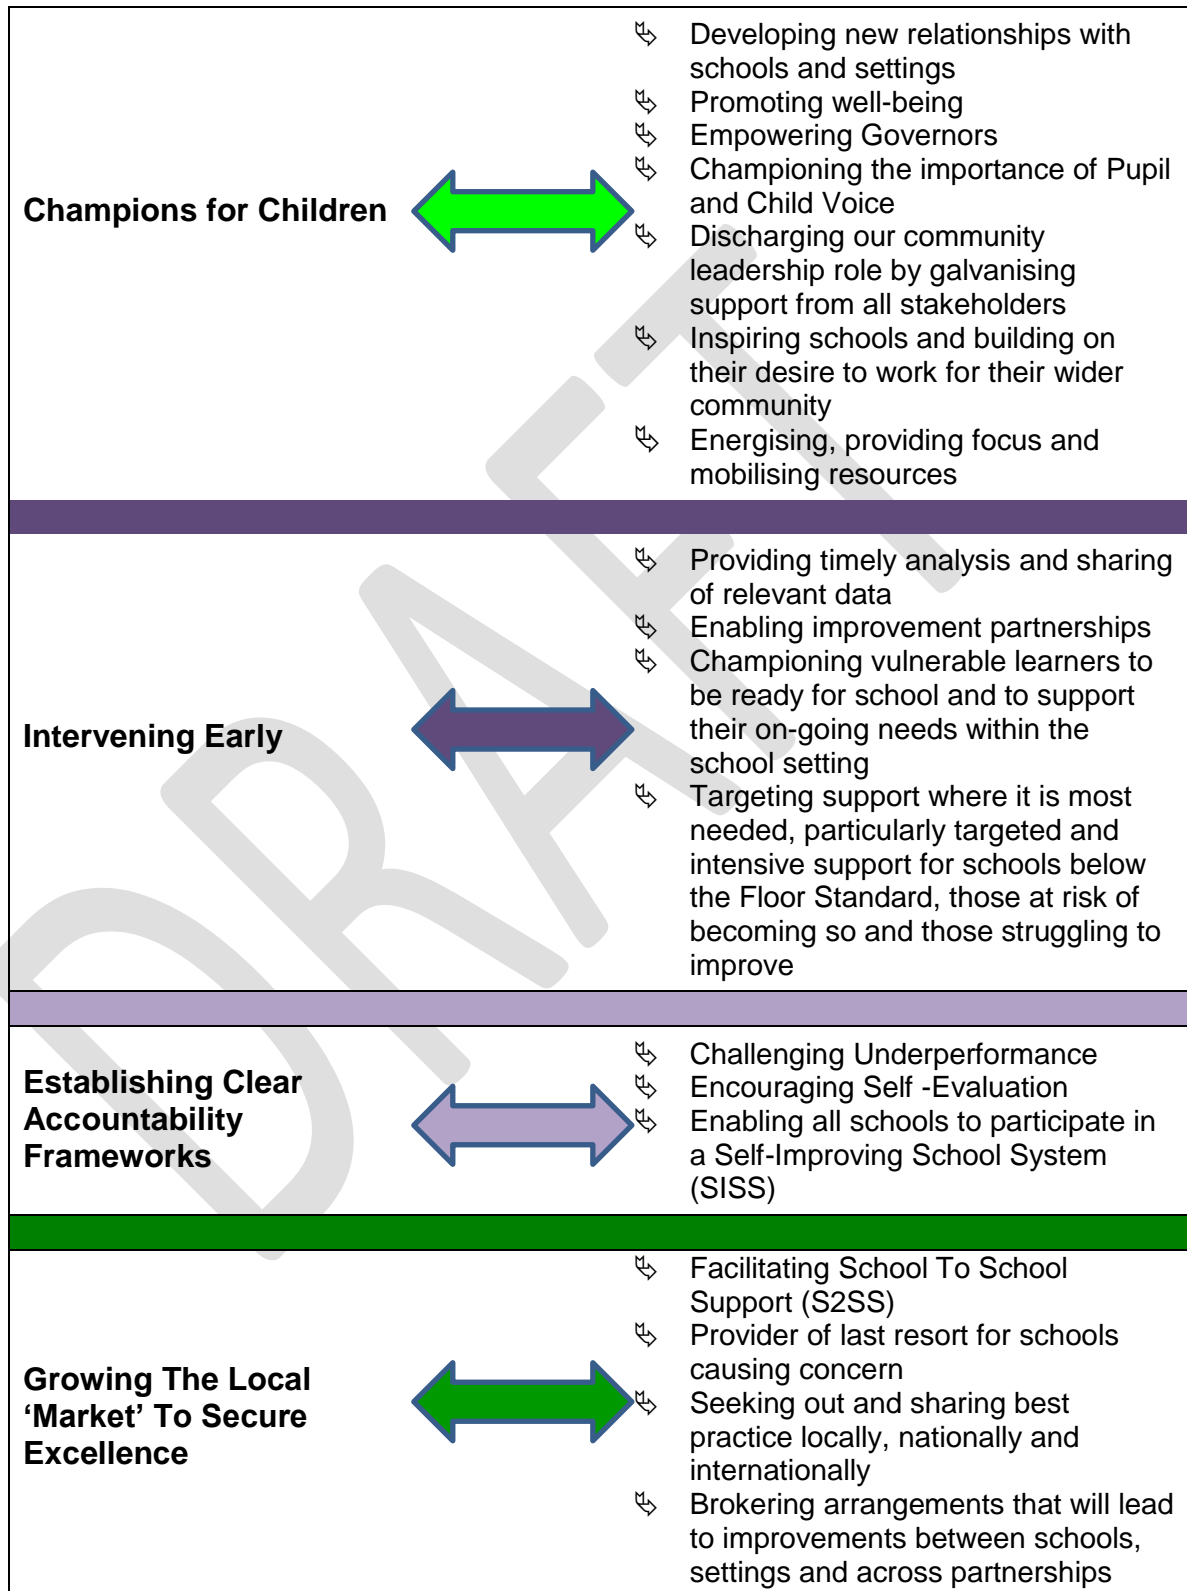 Champions for Children
Developing new relationships with
schools and settings
Promoting well-being
Empowering Governors
Championing the importance of Pupil
and Child Voice
Discharging our community
leadership role by galvanising
support from all stakeholders
Inspiring schools and building on
their desire to work for their wider
community
Energising, providing focus and
mobilising resources
Intervening Early
Providing timely analysis and sharing
of relevant data
Enabling improvement partnerships
Championing vulnerable learners to
be ready for school and to support
their on-going needs within the
school setting
Targeting support where it is most
needed, particularly targeted and
intensive support for schools below
the Floor Standard, those at risk of
becoming so and those struggling to
improve
Establishing Clear
Accountability
Frameworks
Challenging Underperformance
Encouraging Self -Evaluation
Enabling all schools to participate in
a Self-Improving School System
(SISS)
Growing The Local
‘Market’ To Secure
Excellence
Facilitating School To School
Support (S2SS)
Provider of last resort for schools
causing concern
Seeking out and sharing best
practice locally, nationally and
internationally
Brokering arrangements that will lead
to improvements between schools,
settings and across partnerships
DRAFT